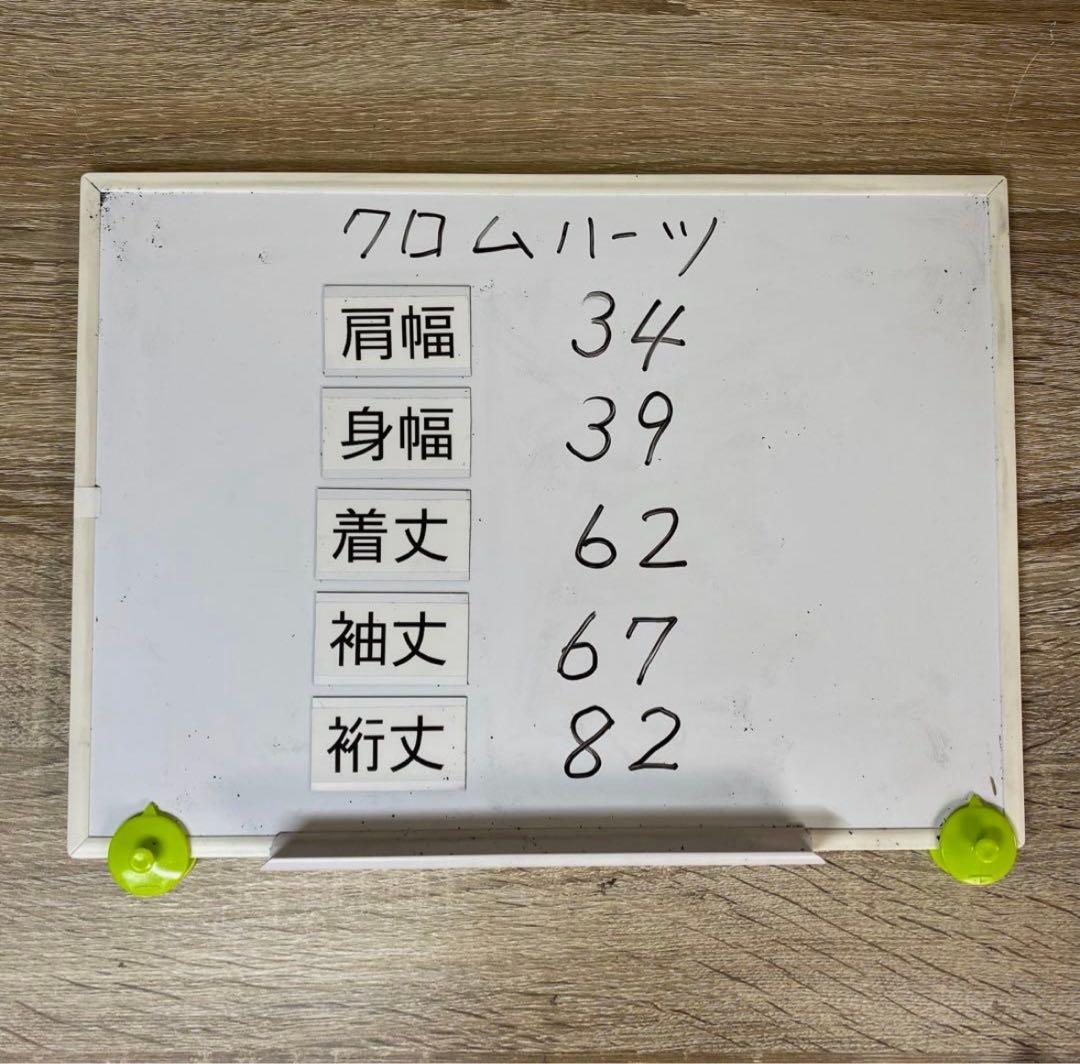 クロムハーツ
肩幅 34
身幅 39
着丈 62
袖丈 67
裄丈 82